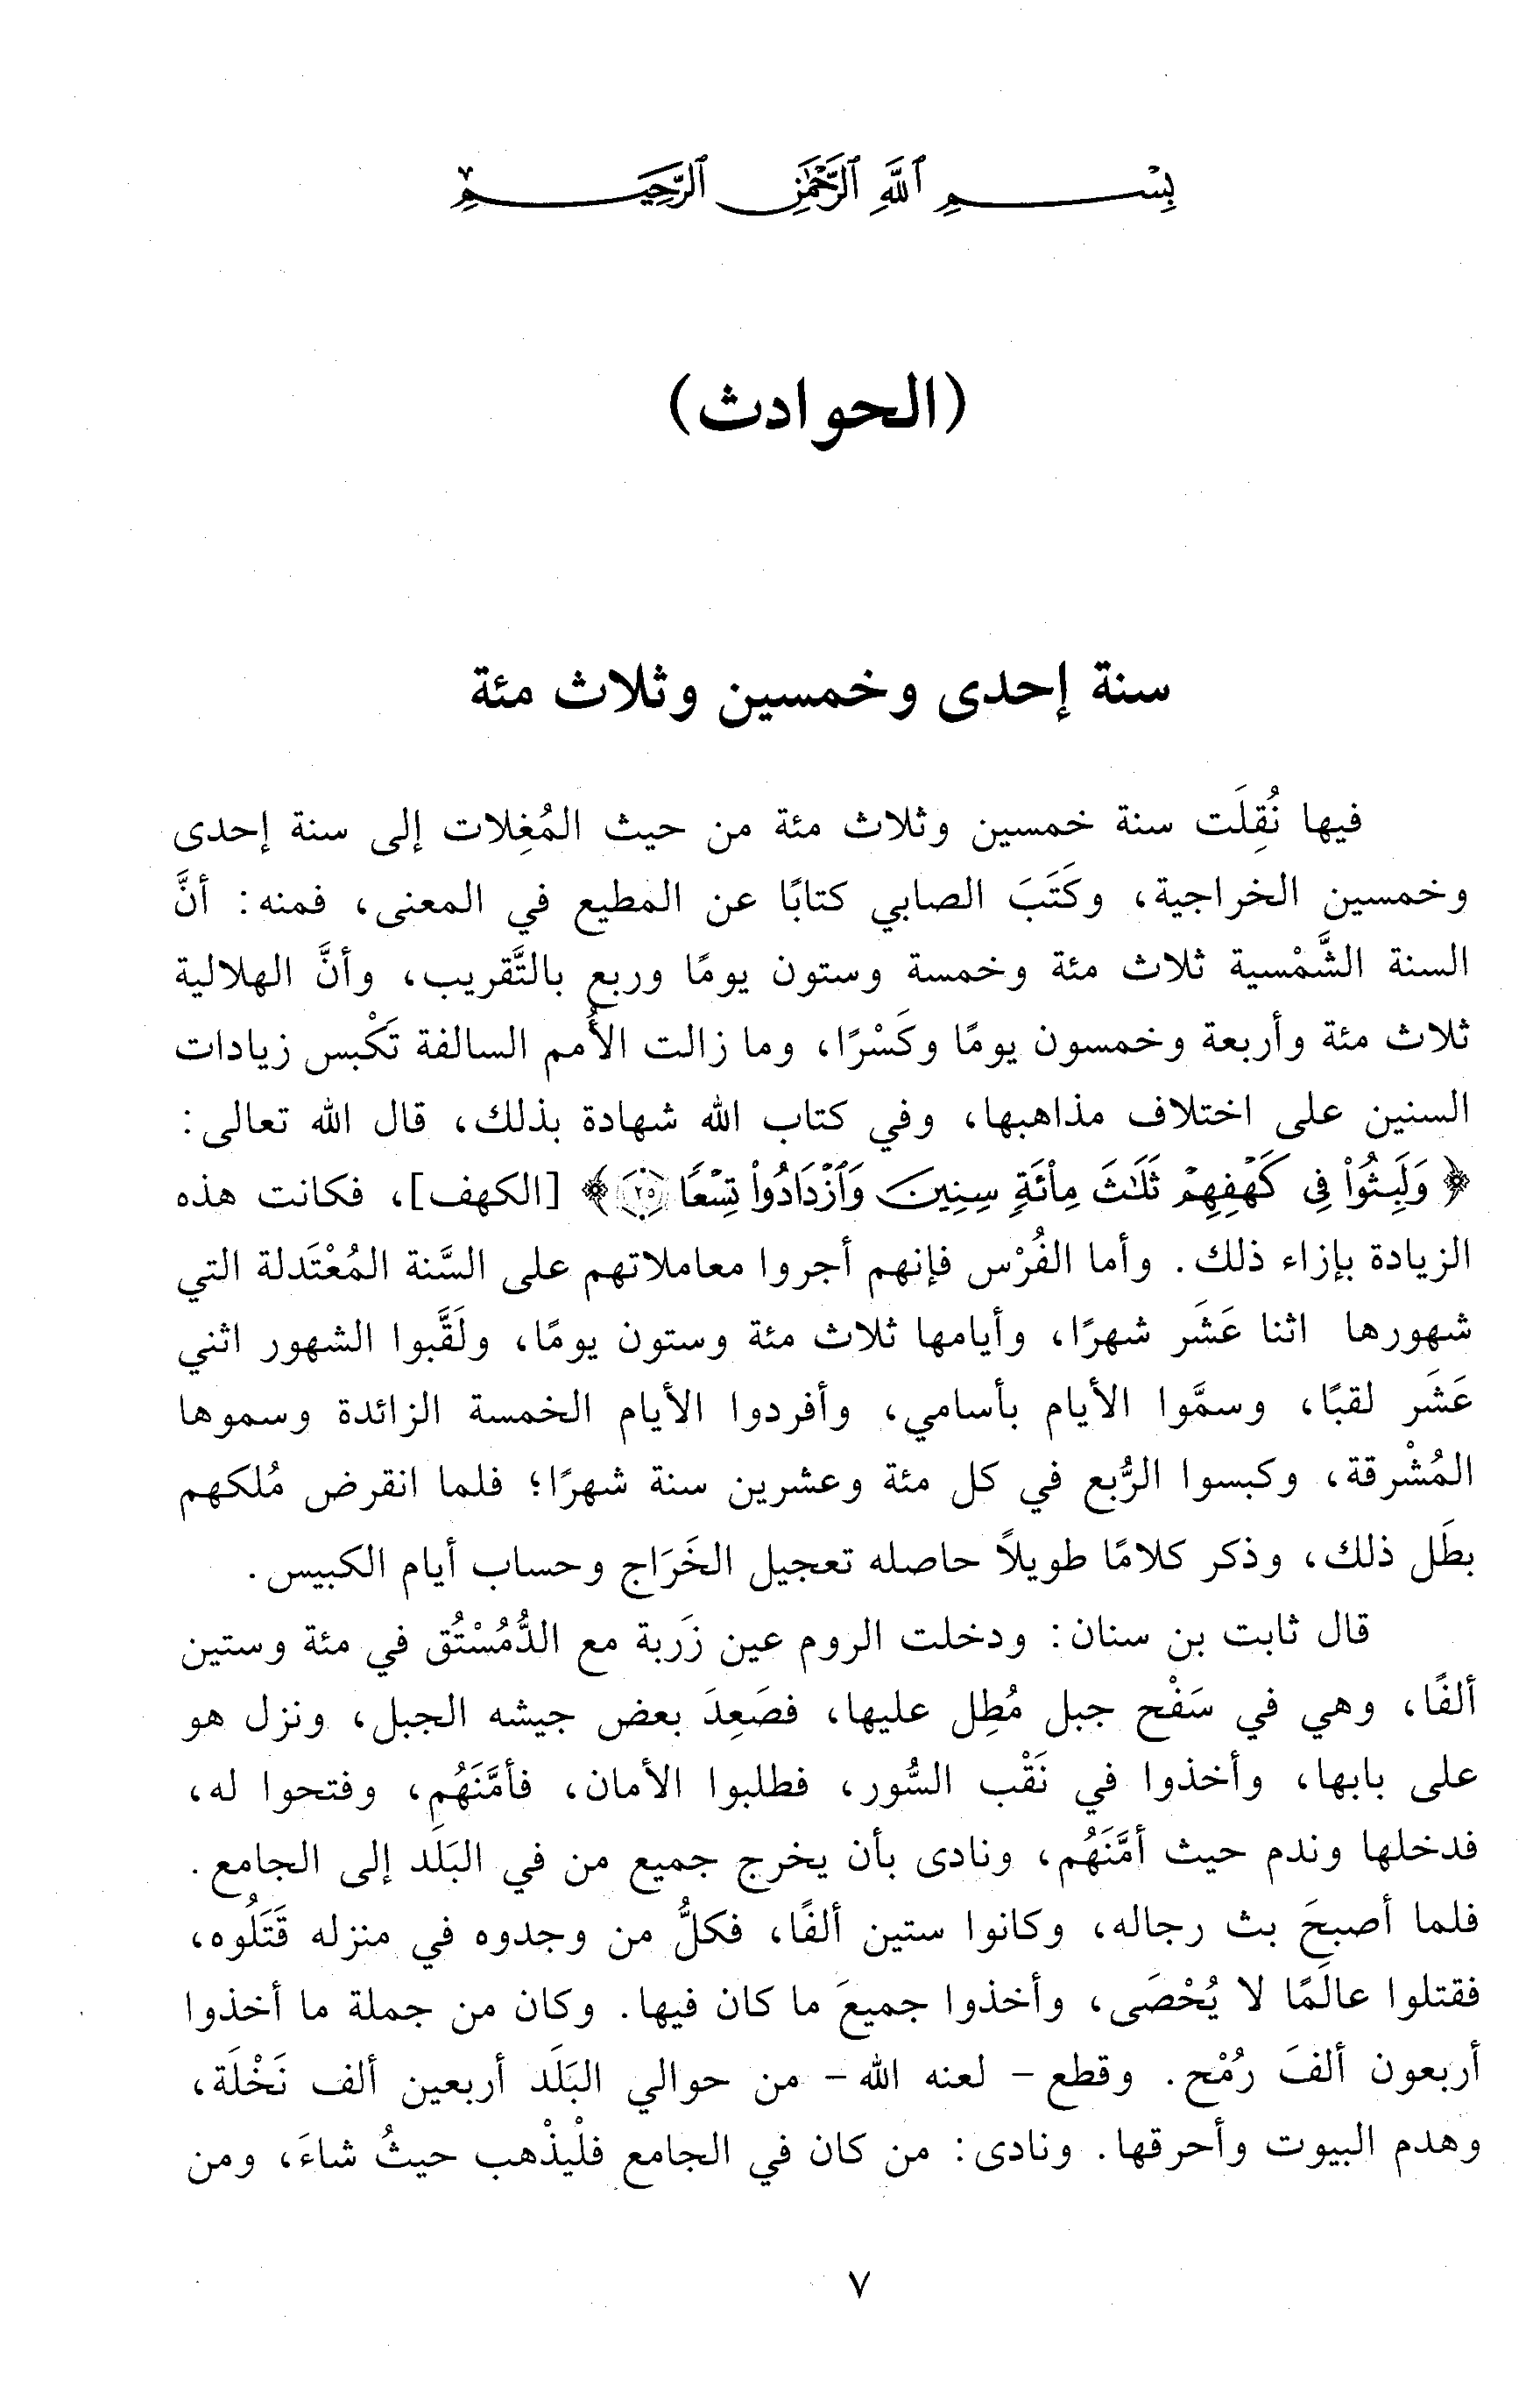 بِسْمِ ٱللَّهِ ٱلرَّحْمَٰنِ ٱلرَّحِيمِ
(الحوادث)
سنة إحدى وخمسين وثلاث مئة
فيها نُقِلَت سنة خمسين وثلاث مئة من حيث المُغِلات إلى سنة إحدى
وخمسين الخراجية، وكَتَبَ الصابي كتابًا عن المطيع في المعنى، فمنه: أنَّ
السنة الشَّمْسية ثلاث مئة وخمسة وستون يومًا وربع بالتَّقريب، وأنَّ الهلالية
ثلاث مئة وأربعة وخمسون يومًا وكَسْرًا، وما زالت الأُمم السالفة تَكْبس زيادات
السنين على اختلاف مذاهبها، وفي كتاب الله شهادة بذلك، قال الله تعالى:
﴿وَلَبِثُوا۟ فِى كَهْفِهِمْ ثَلَٰثَ مِا۟ئَةٍ سِنِينَ وَٱزْدَادُوا۟ تِسْعًا ٢٥﴾ [الكهف]، فكانت هذه
الزيادة بإزاء ذلك. وأما الفُرْس فإنهم أجروا معاملاتهم على السَّنة المُعْتَدلة التي
شهورها اثنا عَشَر شهرًا، وأيامها ثلاث مئة وستون يومًا، ولَقَّبوا الشهور اثني
عَشَر لقبًا، وسمَّوا الأيام بأسامي، وأفردوا الأيام الخمسة الزائدة وسموها
المُشْرقة، وكبسوا الرُّبع في كل مئة وعشرين سنة شهرًا؛ فلما انقرض مُلكهم
بطَل ذلك، وذكر كلامًا طويلاً حاصله تعجيل الخَرَاج وحساب أيام الكبيس.
قال ثابت بن سنان: ودخلت الروم عين زَربة مع الدُّمُسْتُق في مئة وستين
ألفًا، وهي في سَفْح جبل مُطِل عليها، فصَعِدَ بعض جيشه الجبل، ونزل هو
على بابها، وأخذوا في نَقْب السُّور، فطلبوا الأمان، فأمَّنَهُم، وفتحوا له،
فدخلها وندم حيث أمَّنَهُم، ونادى بأن يخرج جميع من في البَلَد إلى الجامع.
فلما أصبحَ بث رجاله، وكانوا ستين ألفًا، فكلُّ من وجدوه في منزله قَتَلُوه،
فقتلوا عالَمًا لا يُحْصَى، وأخذوا جميعَ ما كان فيها. وكان من جملة ما أخذوا
أربعون ألفَ رُمْح. وقطع - لعنه الله - من حوالي البَلَد أربعين ألف نَخْلَة،
وهدم البيوت وأحرقها. ونادى: من كان في الجامع فلْيذْهب حيثُ شاءَ، ومن
٧